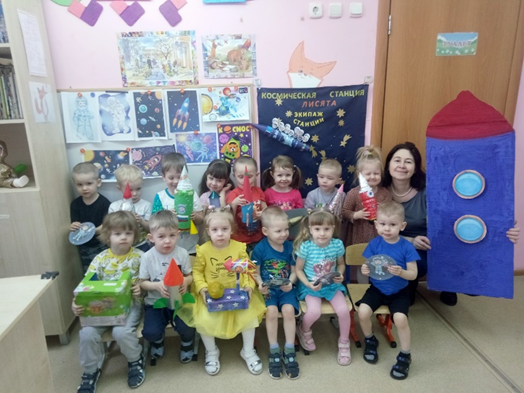 КОСМИЧЕСКАЯ СТАНЦИЯ
ЛИСЯТА
ЭКИПАЖ
СТАНЦИИ
КОСМОС